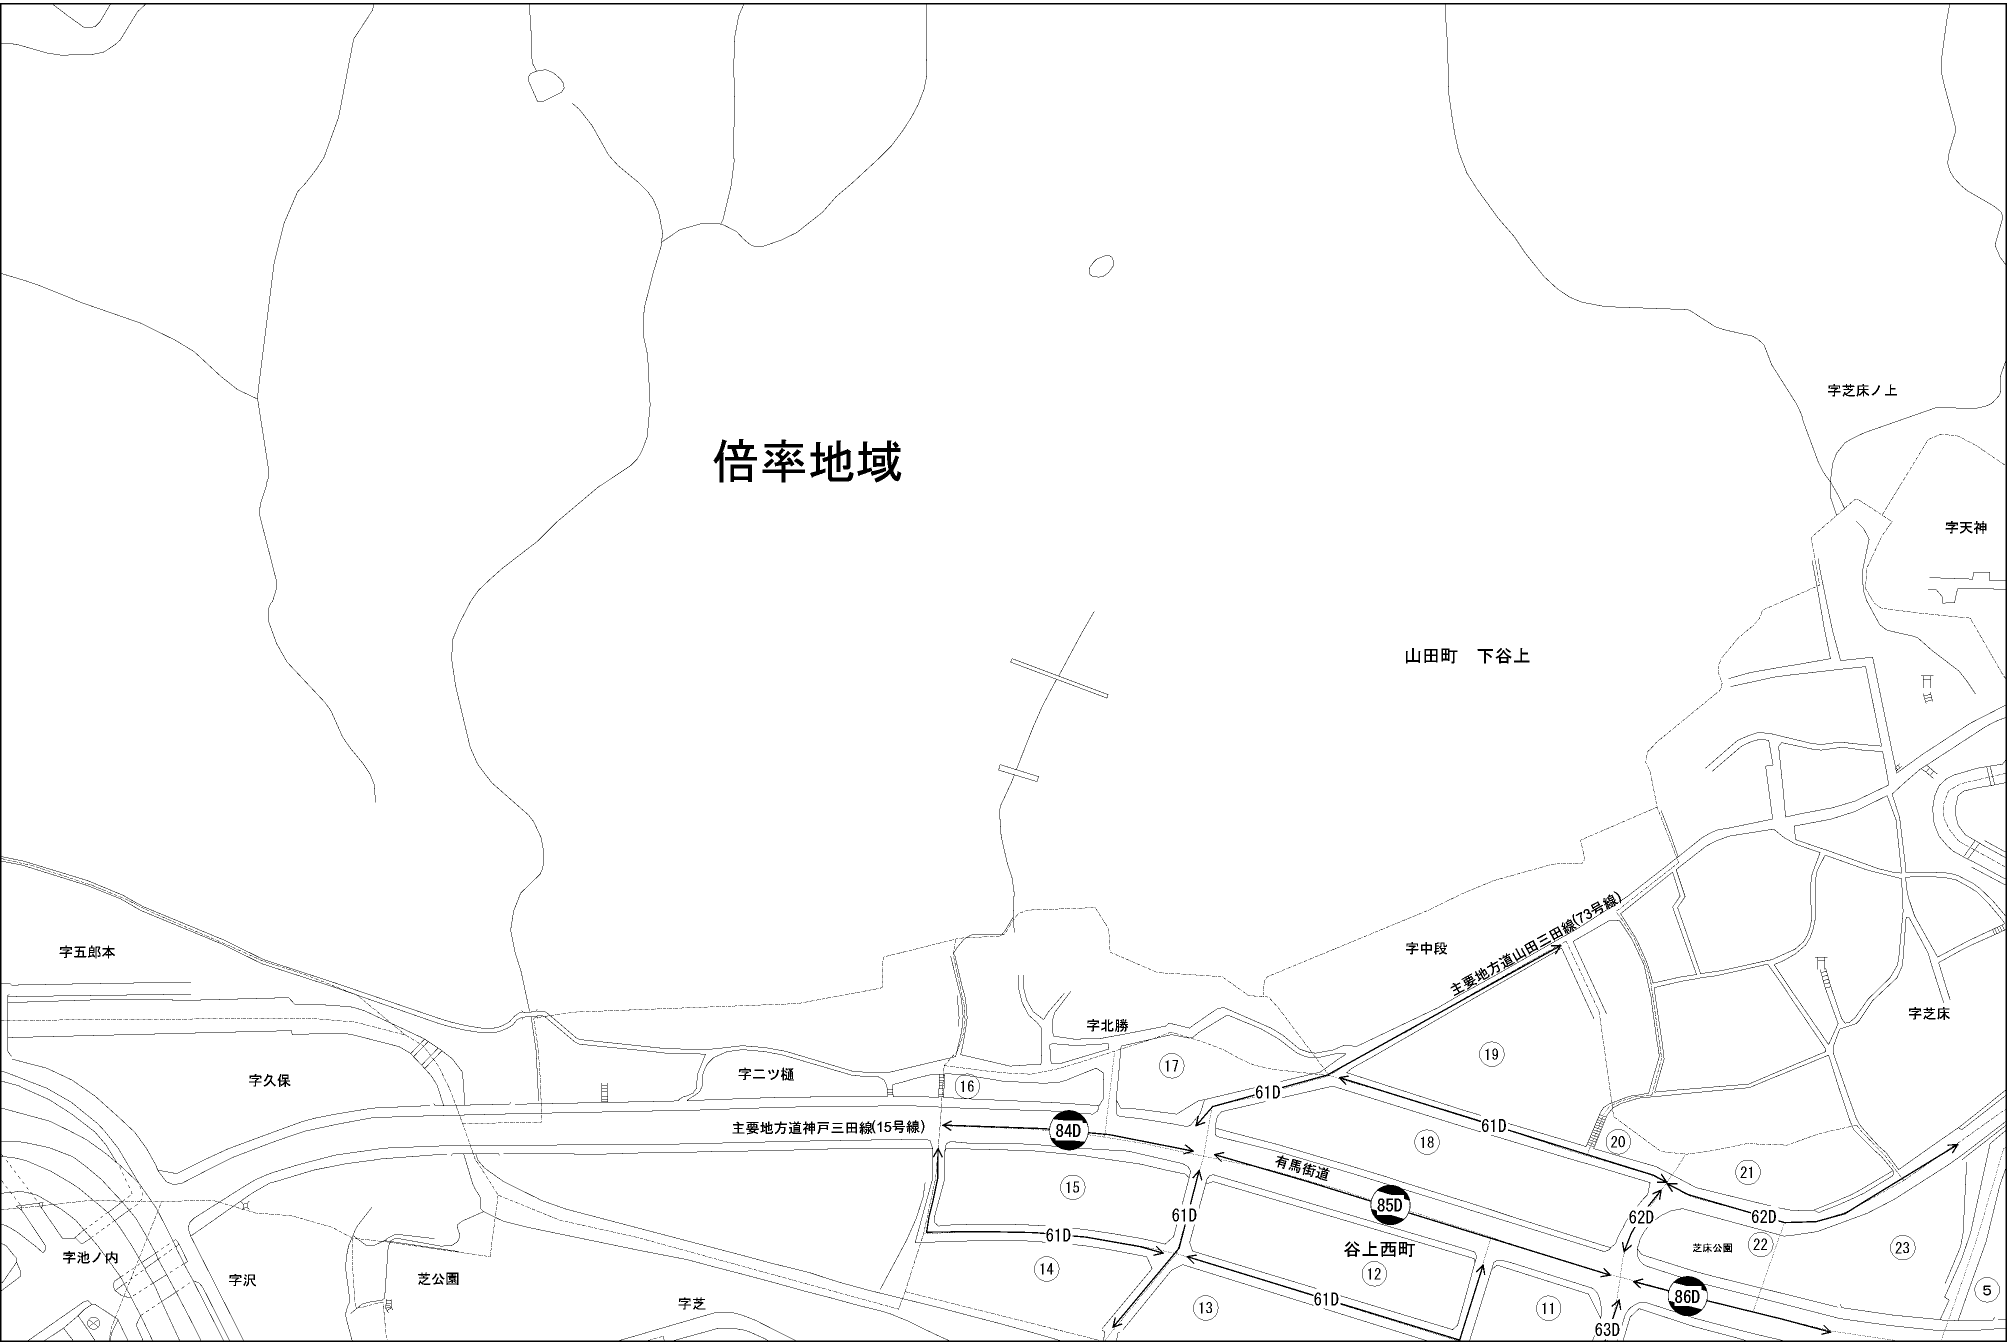 字芝床ノ上
倍率地域
字天神
山田町　下谷上
主要地方道山田三田線(73号線)
字五郎本
字中段
字芝床
字北勝
17
19
字久保
字二ツ樋
16
61D
主要地方道神戸三田線(15号線)
84D
61D
18
20
有馬街道
21
15
85D
61D
62D
62D
61D
谷上西町
芝床公園
22
23
字池ノ内
字沢
芝公園
14
12
字芝
13
61D
11
86D
5
63D